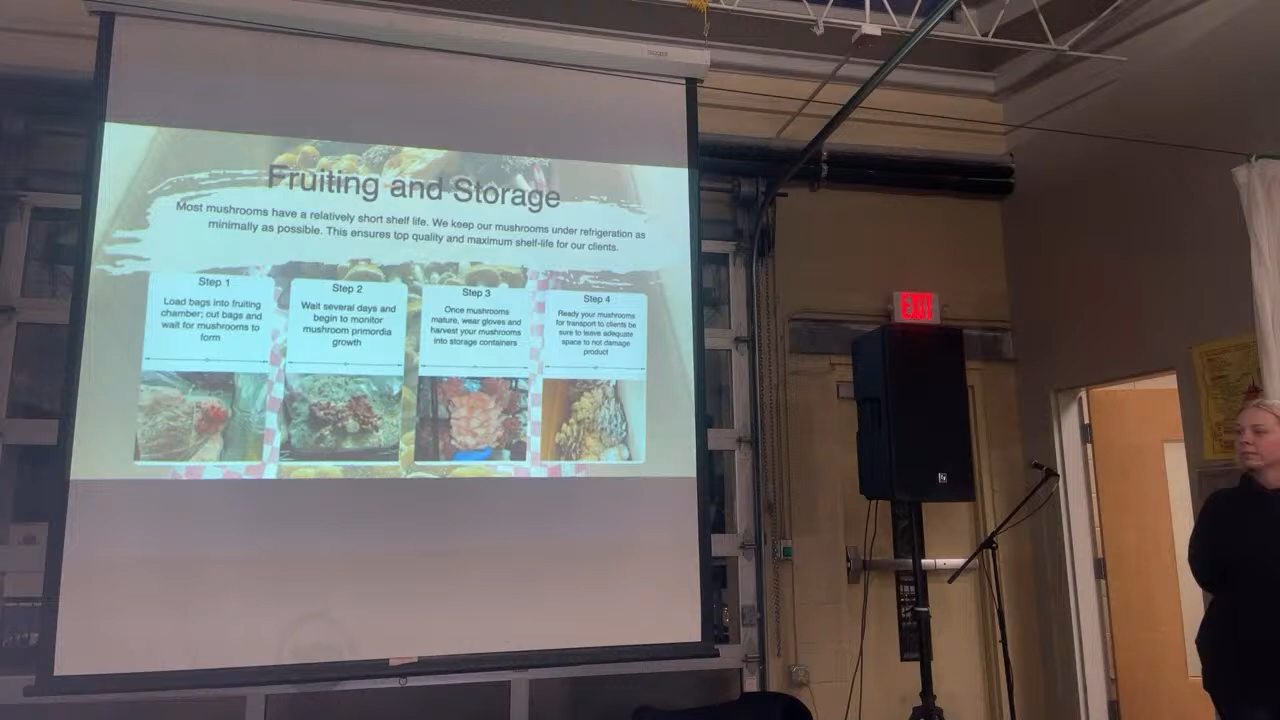 Fruiting and Storage
Most mushrooms have a relatively short shelf life. We keep our mushrooms under refrigeration as
minimally as possible. This ensures top quality and maximum shelf-life for our clients.
Step 1
Load bags into fruiting
chamber; cut bags and
wait for mushrooms to
form
Step 2
Wait several days and
begin to monitor
mushroom primordia
growth
Step 3
Once mushrooms
mature, wear gloves and
harvest your mushrooms
into storage containers
Step 4
Ready your mushrooms
for transport to clients be
sure to leave adequate
space to not damage
product
EXIT